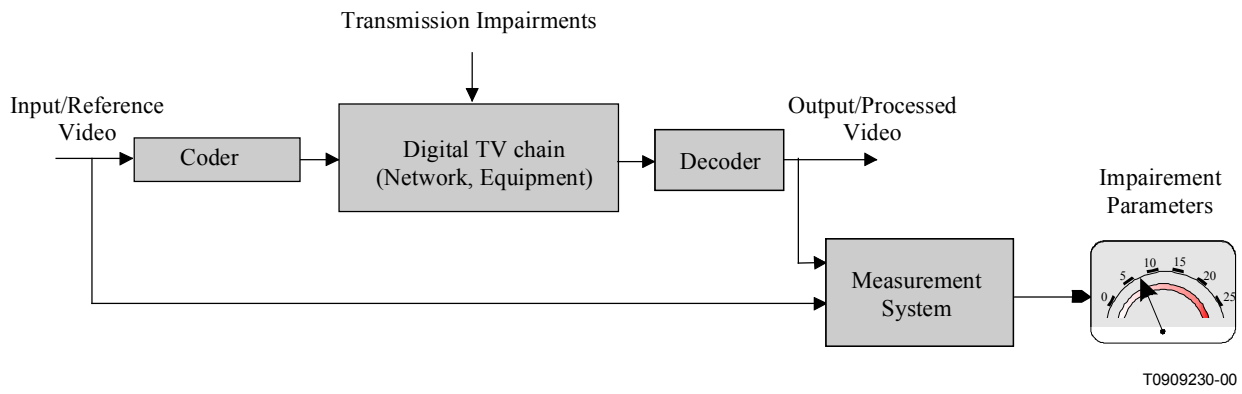 Transmission Impairments
Input/Reference
Video
Coder
Digital TV chain
(Network, Equipment)
Decoder
Output/Processed
Video
Impairement
Parameters
Measurement
System
0
5
10
15
20
25
T0909230-00